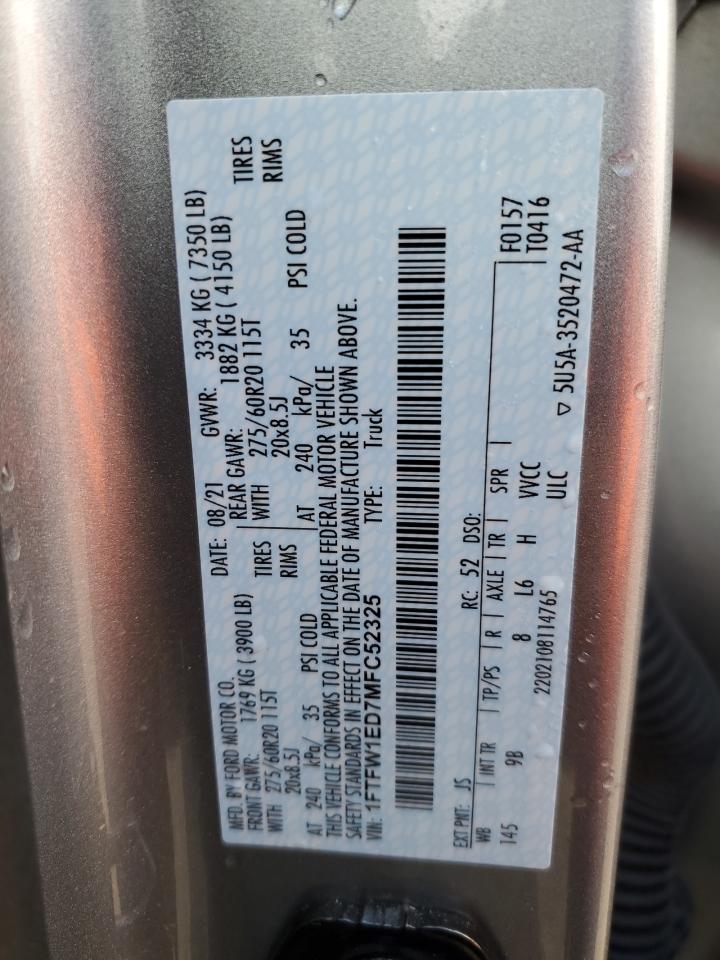 MFD. BY FORD MOTOR CO.
DATE: 08/21 GVWR: 3334 KG ( 7350 LB)
FRONT GAWR: 1769 KG ( 3900 LB) REAR GAWR: 1882 KG ( 4150 LB)
WITH 275/60R20 115T TIRES WITH 275/60R20 115T TIRES
20x8.5J RIMS 20x8.5J RIMS
AT 240 kPa/ 35 PSI COLD AT 240 kPa/ 35 PSI COLD
THIS VEHICLE CONFORMS TO ALL APPLICABLE FEDERAL MOTOR VEHICLE
SAFETY STANDARDS IN EFFECT ON THE DATE OF MANUFACTURE SHOWN ABOVE.
VIN: 1FTFW1ED7MFC52325 TYPE: Truck
EXT PNT: JS RC: 52 DSO: F0157
WB INT TR TP/PS R AXLE TR SPR T0416
145 9B 8 L6 H VVCC
2202108114765 ULC ▽ 5U5A-3520472-AA